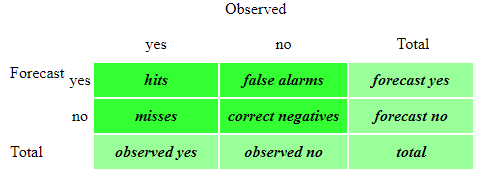 Observed
yes no Total
Forecast yes hits false alarms forecast yes
no misses correct negatives forecast no
Total observed yes observed no total